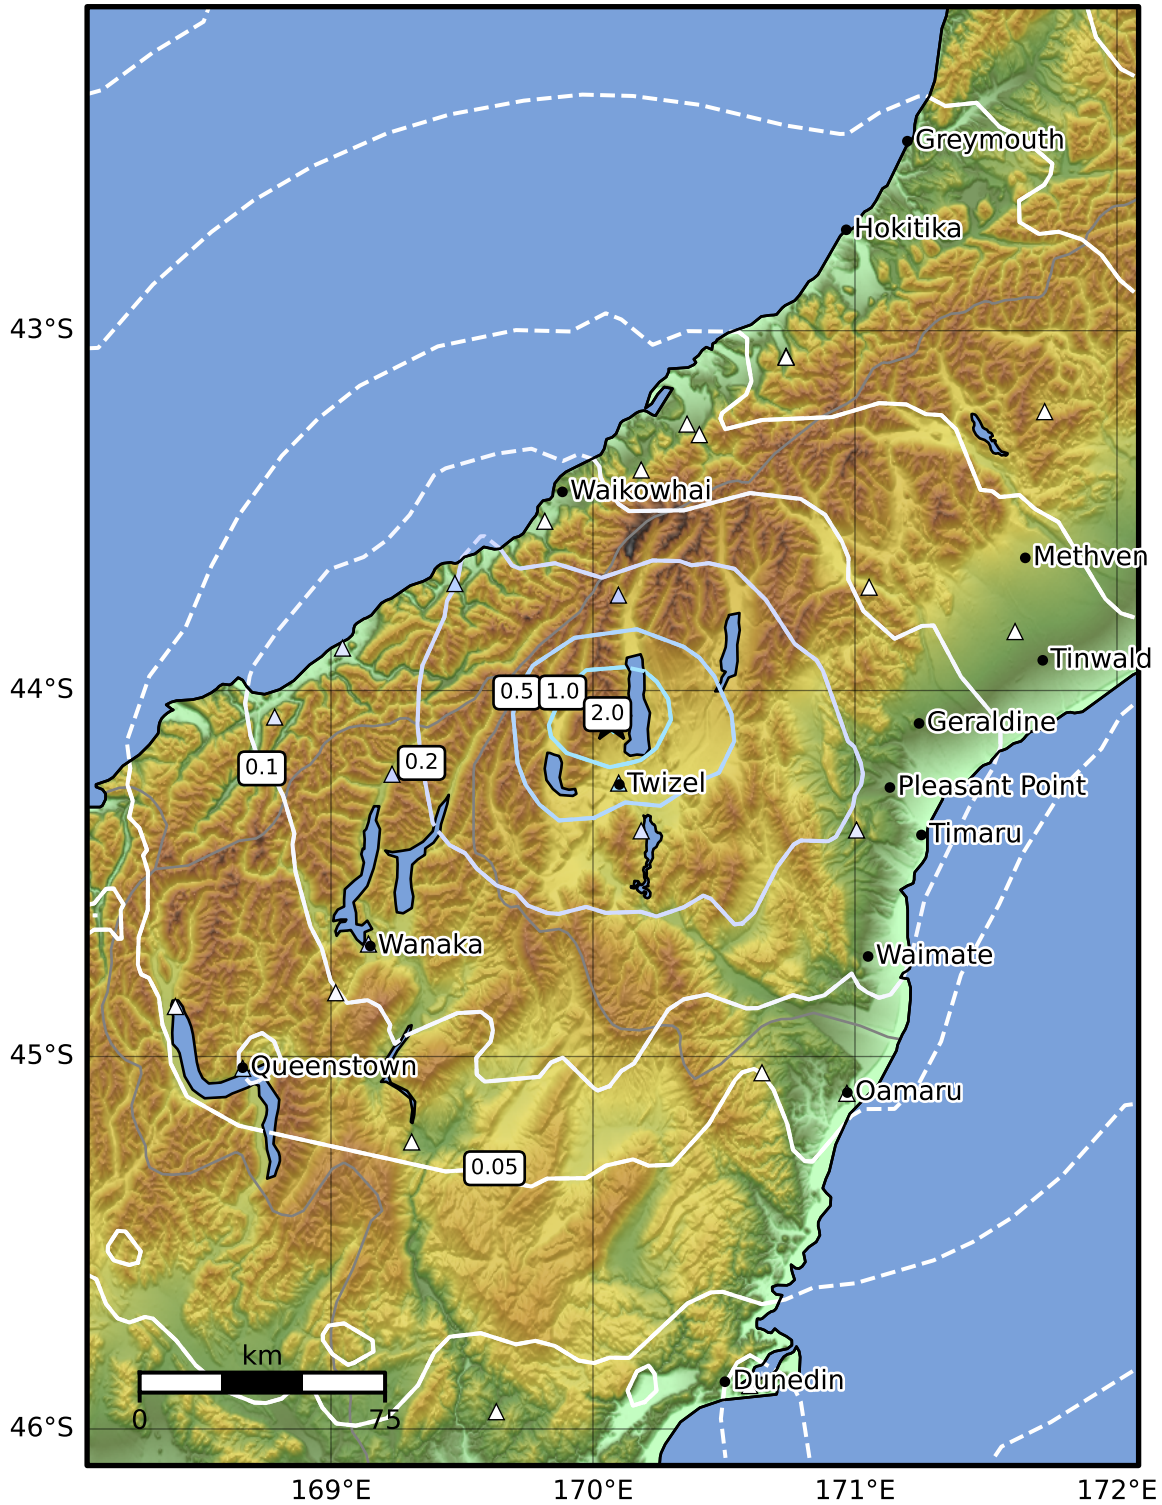 Greymouth
Hokitika
43°S
Waikowhai
Methven
Tinwald
44°S
0.5
1.0
2.0
Geraldine
0.1
0.2
Twizel
Pleasant Point
Timaru
Wanaka
Waimate
45°S
Queenstown
Oamaru
0.05
km
Dunedin
0
75
46°S
169°E
170°E
171°E
172°E